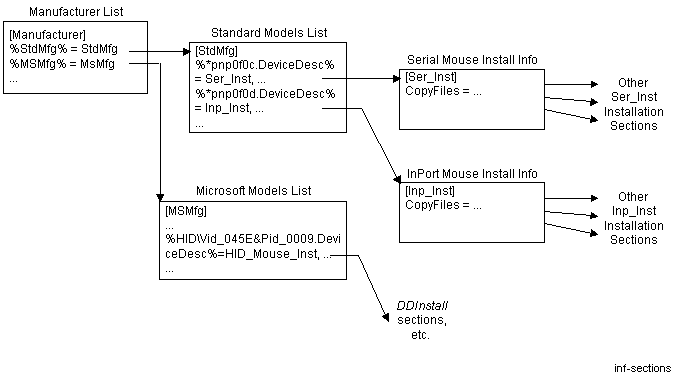 Manufacturer List
[Manufacturer]
%StdMfg% = StdMfg
%MSMfg% = MsMfg
...
Standard Models List
[StdMfg]
%*pnp0f0c.DeviceDesc%
= Ser_Inst, ...
%*pnp0f0d.DeviceDesc%
= Inp_Inst, ...
...
Serial Mouse Install Info
[Ser_Inst]
CopyFiles = ...
Other
Ser_Inst
Installation
Sections
Microsoft Models List
[MSMfg]
...
%HID\Vid_045E&Pid_0009.Devi
ceDesc%=HID_Mouse_Inst, ...
...
InPort Mouse Install Info
[Inp_Inst]
CopyFiles = ...
Other
Inp_Inst
Installation
Sections
DDInstall
sections,
etc.
inf-sections